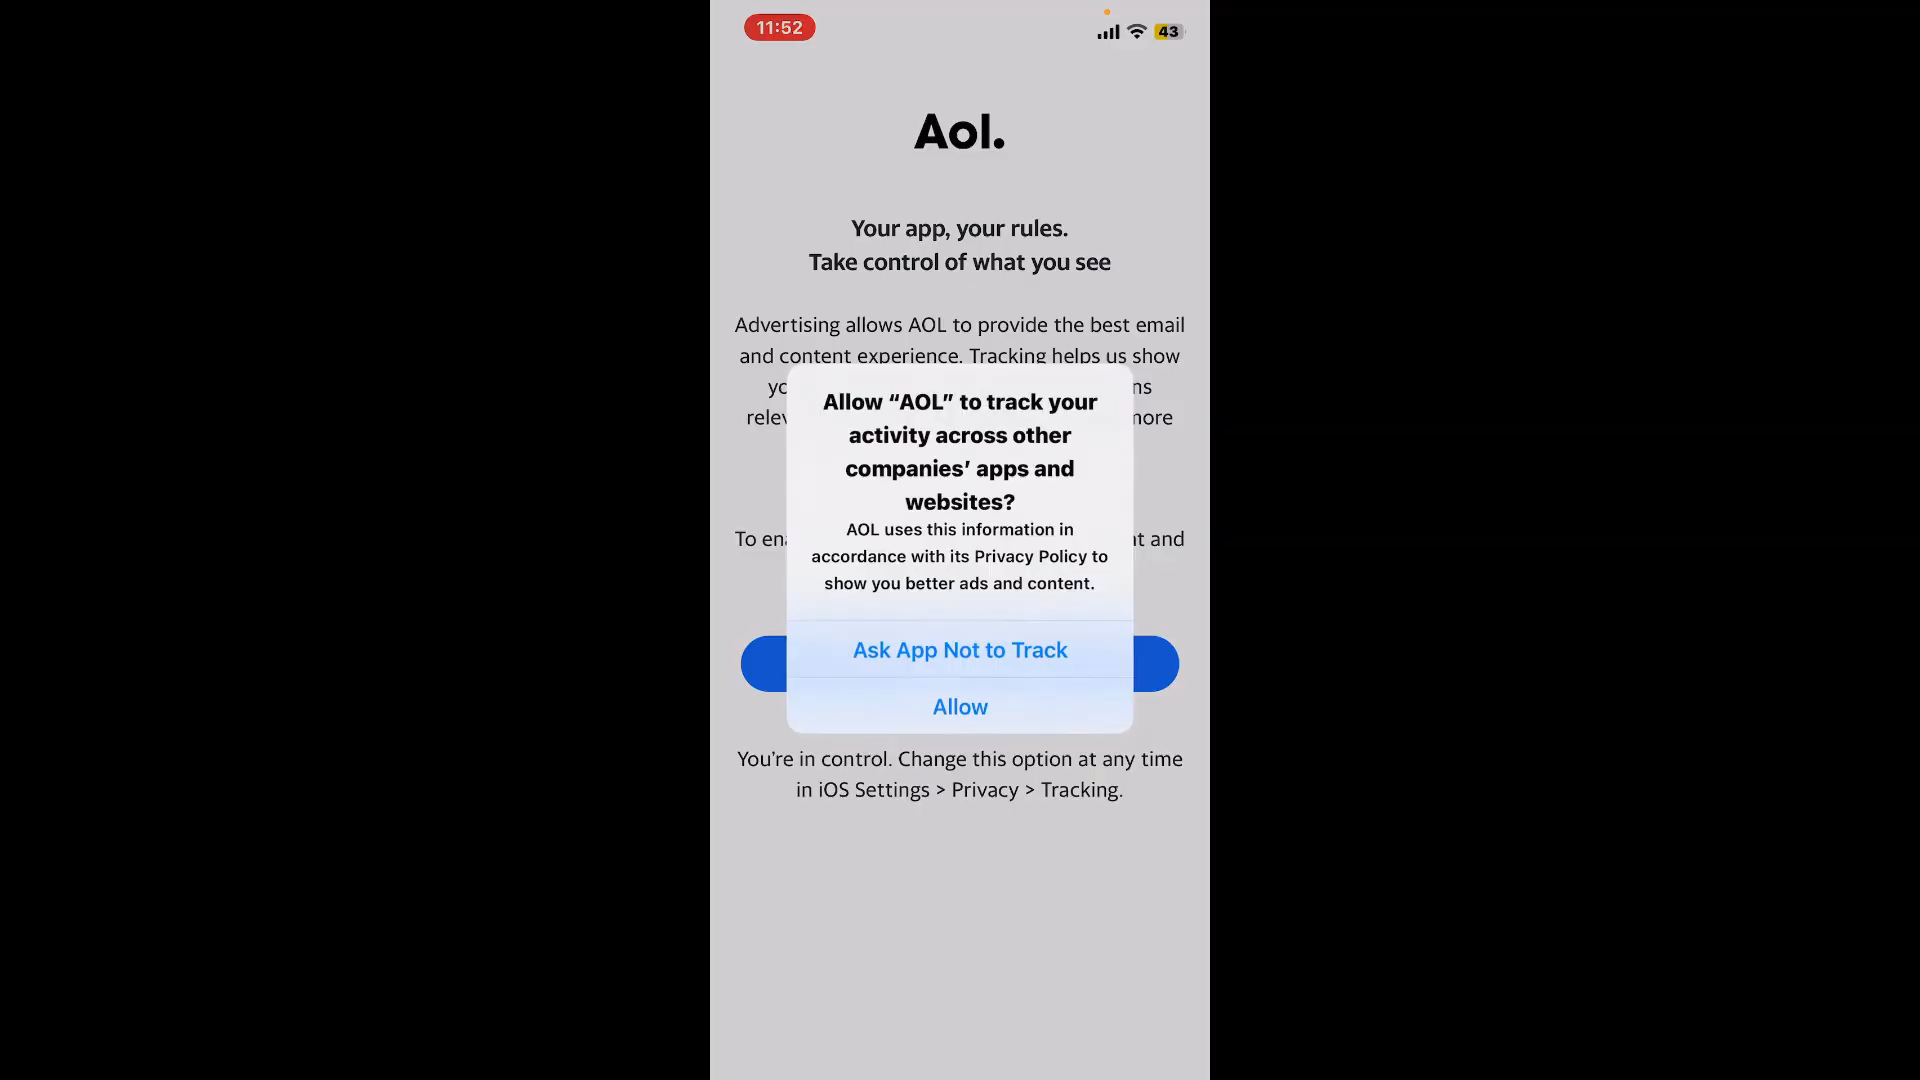 11:52
43
Aol.
Your app, your rules.
Take control of what you see
Advertising allows AOL to provide the best email
and content experience. Tracking helps us show
Allow “AOL” to track your
activity across other
companies’ apps and
websites?
AOL uses this information in
accordance with its Privacy Policy to
show you better ads and content.
To
and
Ask App Not to Track
Allow
You’re in control. Change this option at any time
in iOS Settings > Privacy > Tracking.